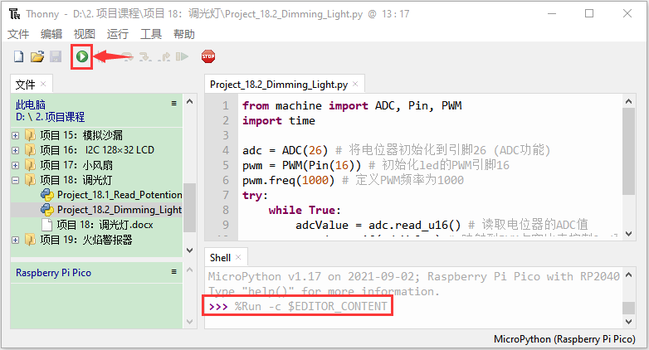 Thonny - D:\2. 项目课程\项目 18：调光灯\Project_18.2_Dimming_Light.py @ 13 : 17
文件 编辑 视图 运行 工具 帮助
STOP
文件
此电脑
D: \ 2. 项目课程
项目 15：模拟沙漏
项目 16： I2C 128×32 LCD
项目 17：小风扇
项目 18：调光灯
Project_18.1_Read_Potention
Project_18.2_Dimming_Light
项目 18：调光灯.docx
项目 19：火焰警报器
Raspberry Pi Pico
Project_18.2_Dimming_Light.py
1 from machine import ADC, Pin, PWM
2 import time
3
4 adc = ADC(26) # 将电位器初始化到引脚26 (ADC功能)
5 pwm = PWM(Pin(16)) # 初始化led的PWM引脚16
6 pwm.freq(1000) # 定义PWM频率为1000
7 try:
8 while True:
9 adcValue = adc.read_u16() # 读取电位器的ADC值
Shell
MicroPython v1.17 on 2021-09-02; Raspberry Pi Pico with RP2040
Type "help()" for more information.
>>> %Run -c $EDITOR_CONTENT
MicroPython (Raspberry Pi Pico)